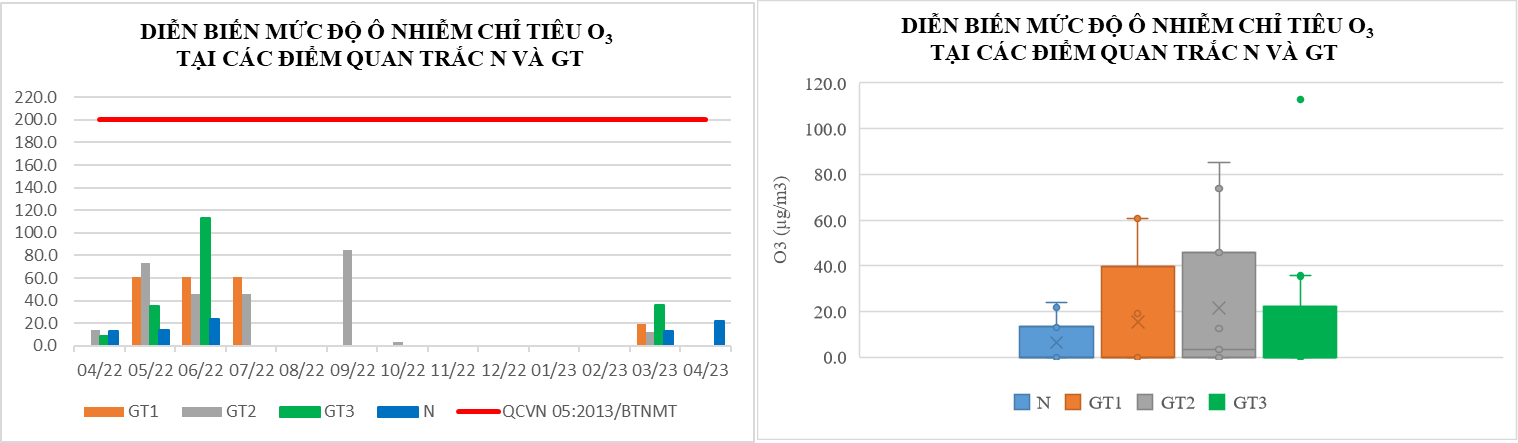 DIỄN BIẾN MỨC ĐỘ Ô NHIỄM CHỈ TIÊU O3
TẠI CÁC ĐIỂM QUAN TRẮC N VÀ GT
220.0
200.0
180.0
160.0
140.0
120.0
100.0
80.0
60.0
40.0
20.0
0.0
04/22 05/22 06/22 07/22 08/22 09/22 10/22 11/22 12/22 01/23 02/23 03/23 04/23
GT1 GT2 GT3 N QCVN 05:2013/BTNMT
DIỄN BIẾN MỨC ĐỘ Ô NHIỄM CHỈ TIÊU O3
TẠI CÁC ĐIỂM QUAN TRẮC N VÀ GT
O3 (µg/m3)
120.0
100.0
80.0
60.0
40.0
20.0
0.0
N GT1 GT2 GT3